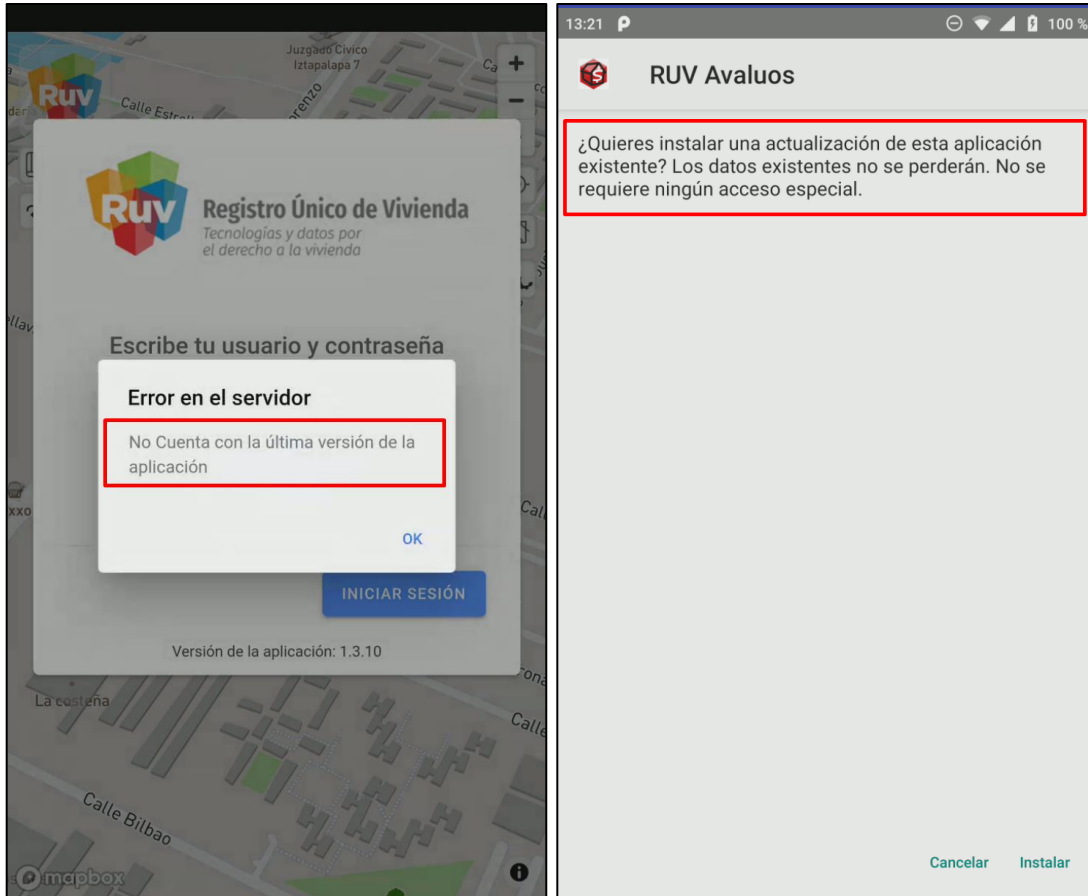 Juzgado Cívico
Iztapalapa 7
+
Ruv
Calle
−
Ruv
Registro Único de Vivienda
Tecnologías y datos por
el derecho a la vivienda
Escribe tu usuario y contraseña
Error en el servidor
No Cuenta con la última versión de la
aplicación
OK
INICIAR SESIÓN
Versión de la aplicación: 1.3.10
La costeña
Calle
Calle Bilbao
mapbox
13:21
100 %
RUV Avaluos
¿Quieres instalar una actualización de esta aplicación
existente? Los datos existentes no se perderán. No se
requiere ningún acceso especial.
Cancelar Instalar